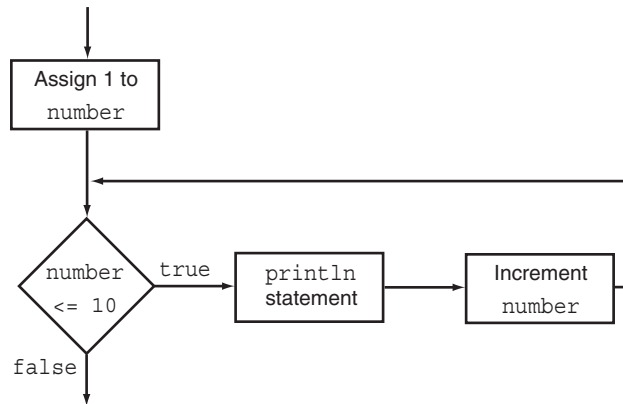 Assign 1 to
number
number
<= 10
true
println
statement
Increment
number
false